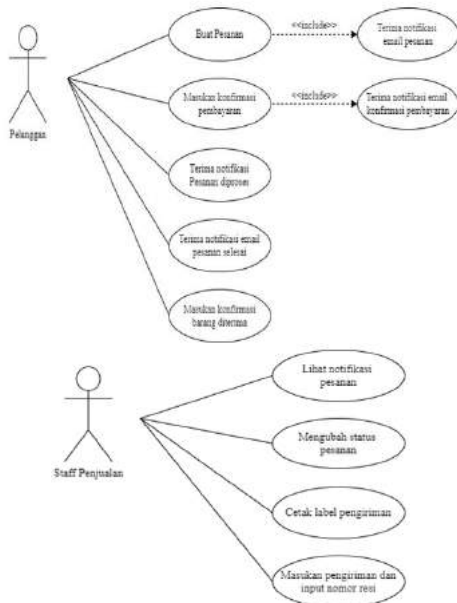 Buat Pesanan
<<include>>
Terima notifikasi
email pesanan
Masukan konfirmasi
pembayaran
<<include>>
Terima notifikasi email
konfirmasi pembayaran
Pelanggan
Terima notifikasi
Pesanan diproses
Terima notifikasi email
pesanan selesai
Masukan konfirmasi
barang diterima
Lihat notifikasi
pesanan
Staff Penjualan
Mengubah status
pesanan
Cetak label pengiriman
Masukan pengiriman dan
input nomor resi